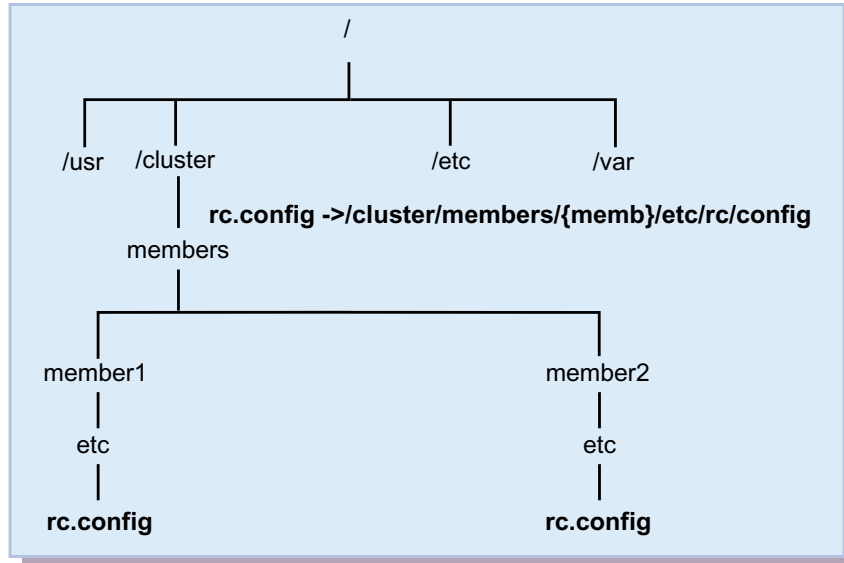 /
/usr /cluster /etc /var
rc.config ->/cluster/members/{memb}/etc/rc/config
members
member1 member2
etc etc
rc.config rc.config